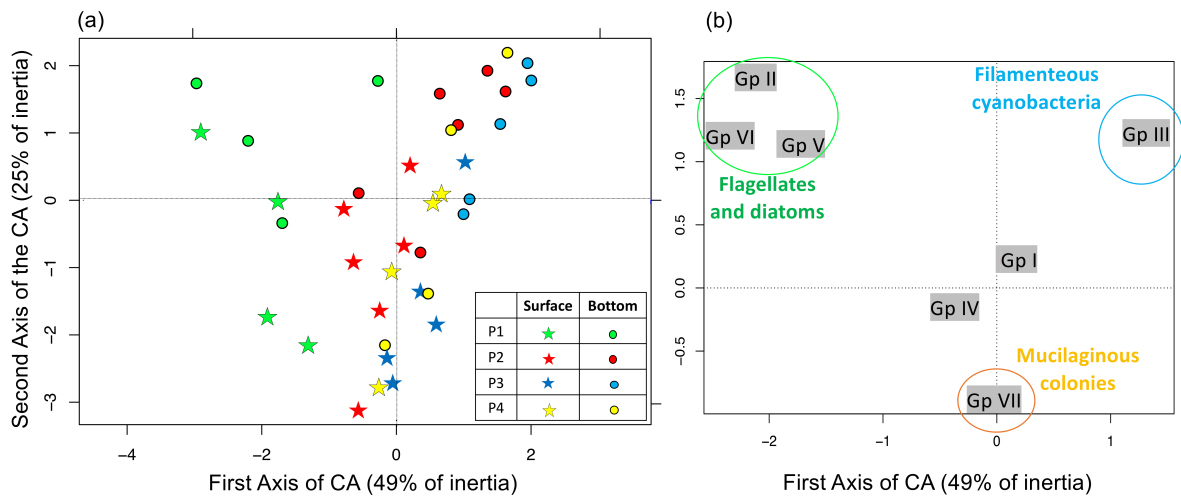 (a)
Second Axis of the CA (25% of inertia)
2
1
0
−1
−2
−3
−4
−2
0
2
First Axis of CA (49% of inertia)
Surface Bottom
P1
P2
P3
P4
(b)
1.5
1.0
0.5
0.0
−0.5
−2
−1
0
1
First Axis of CA (49% of inertia)
Gp II
Gp VI
Gp V
Flagellates
and diatoms
Filamenteous
cyanobacteria
Gp III
Gp I
Gp IV
Mucilaginous
colonies
Gp VII